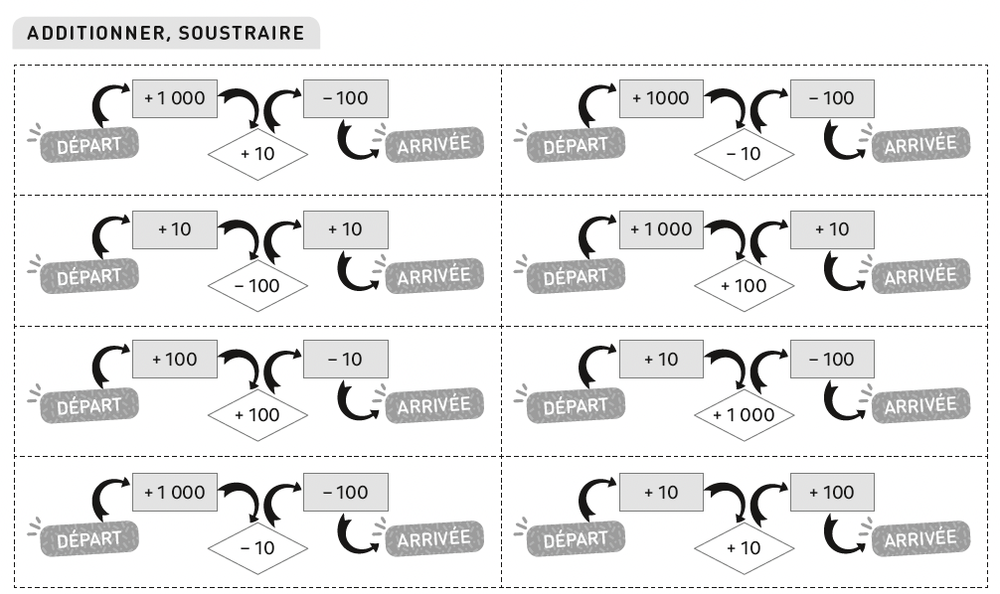 ADDITIONNER, SOUSTRAIRE
DÉPART
+ 1 000
+ 10
– 100
ARRIVÉE
DÉPART
+ 1000
– 10
– 100
ARRIVÉE
DÉPART
+ 10
– 100
+ 10
ARRIVÉE
DÉPART
+ 1 000
+ 100
+ 10
ARRIVÉE
DÉPART
+ 100
+ 100
– 10
ARRIVÉE
DÉPART
+ 10
+ 1 000
– 100
ARRIVÉE
DÉPART
+ 1 000
– 10
– 100
ARRIVÉE
DÉPART
+ 10
+ 10
+ 100
ARRIVÉE